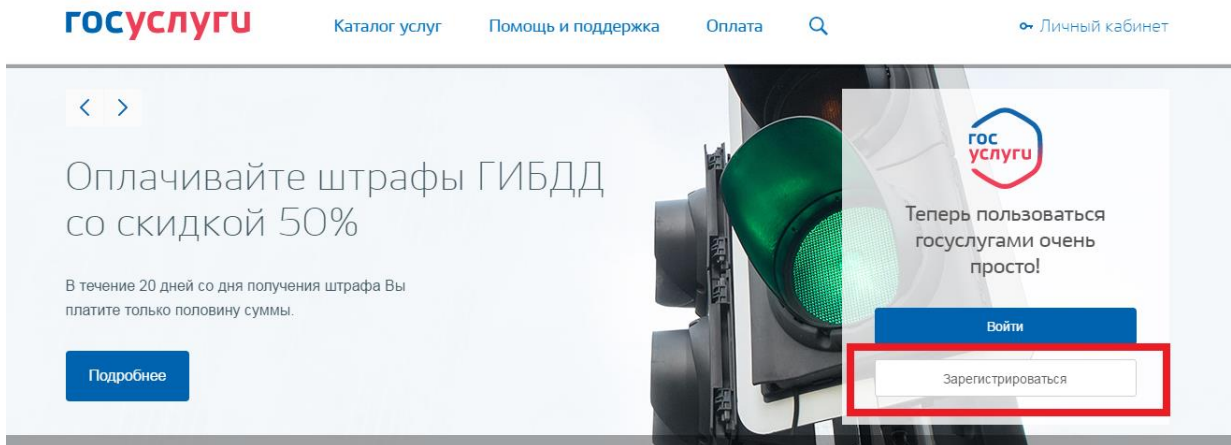 госуслуги
Каталог услуг
Помощь и поддержка
Оплата
Личный кабинет
Оплачивайте штрафы ГИБДД
со скидкой 50%
В течение 20 дней со дня получения штрафа Вы
платите только половину суммы.
Подробнее
гос
услуги
Теперь пользоваться
госуслугами очень
просто!
Войти
Зарегистрироваться